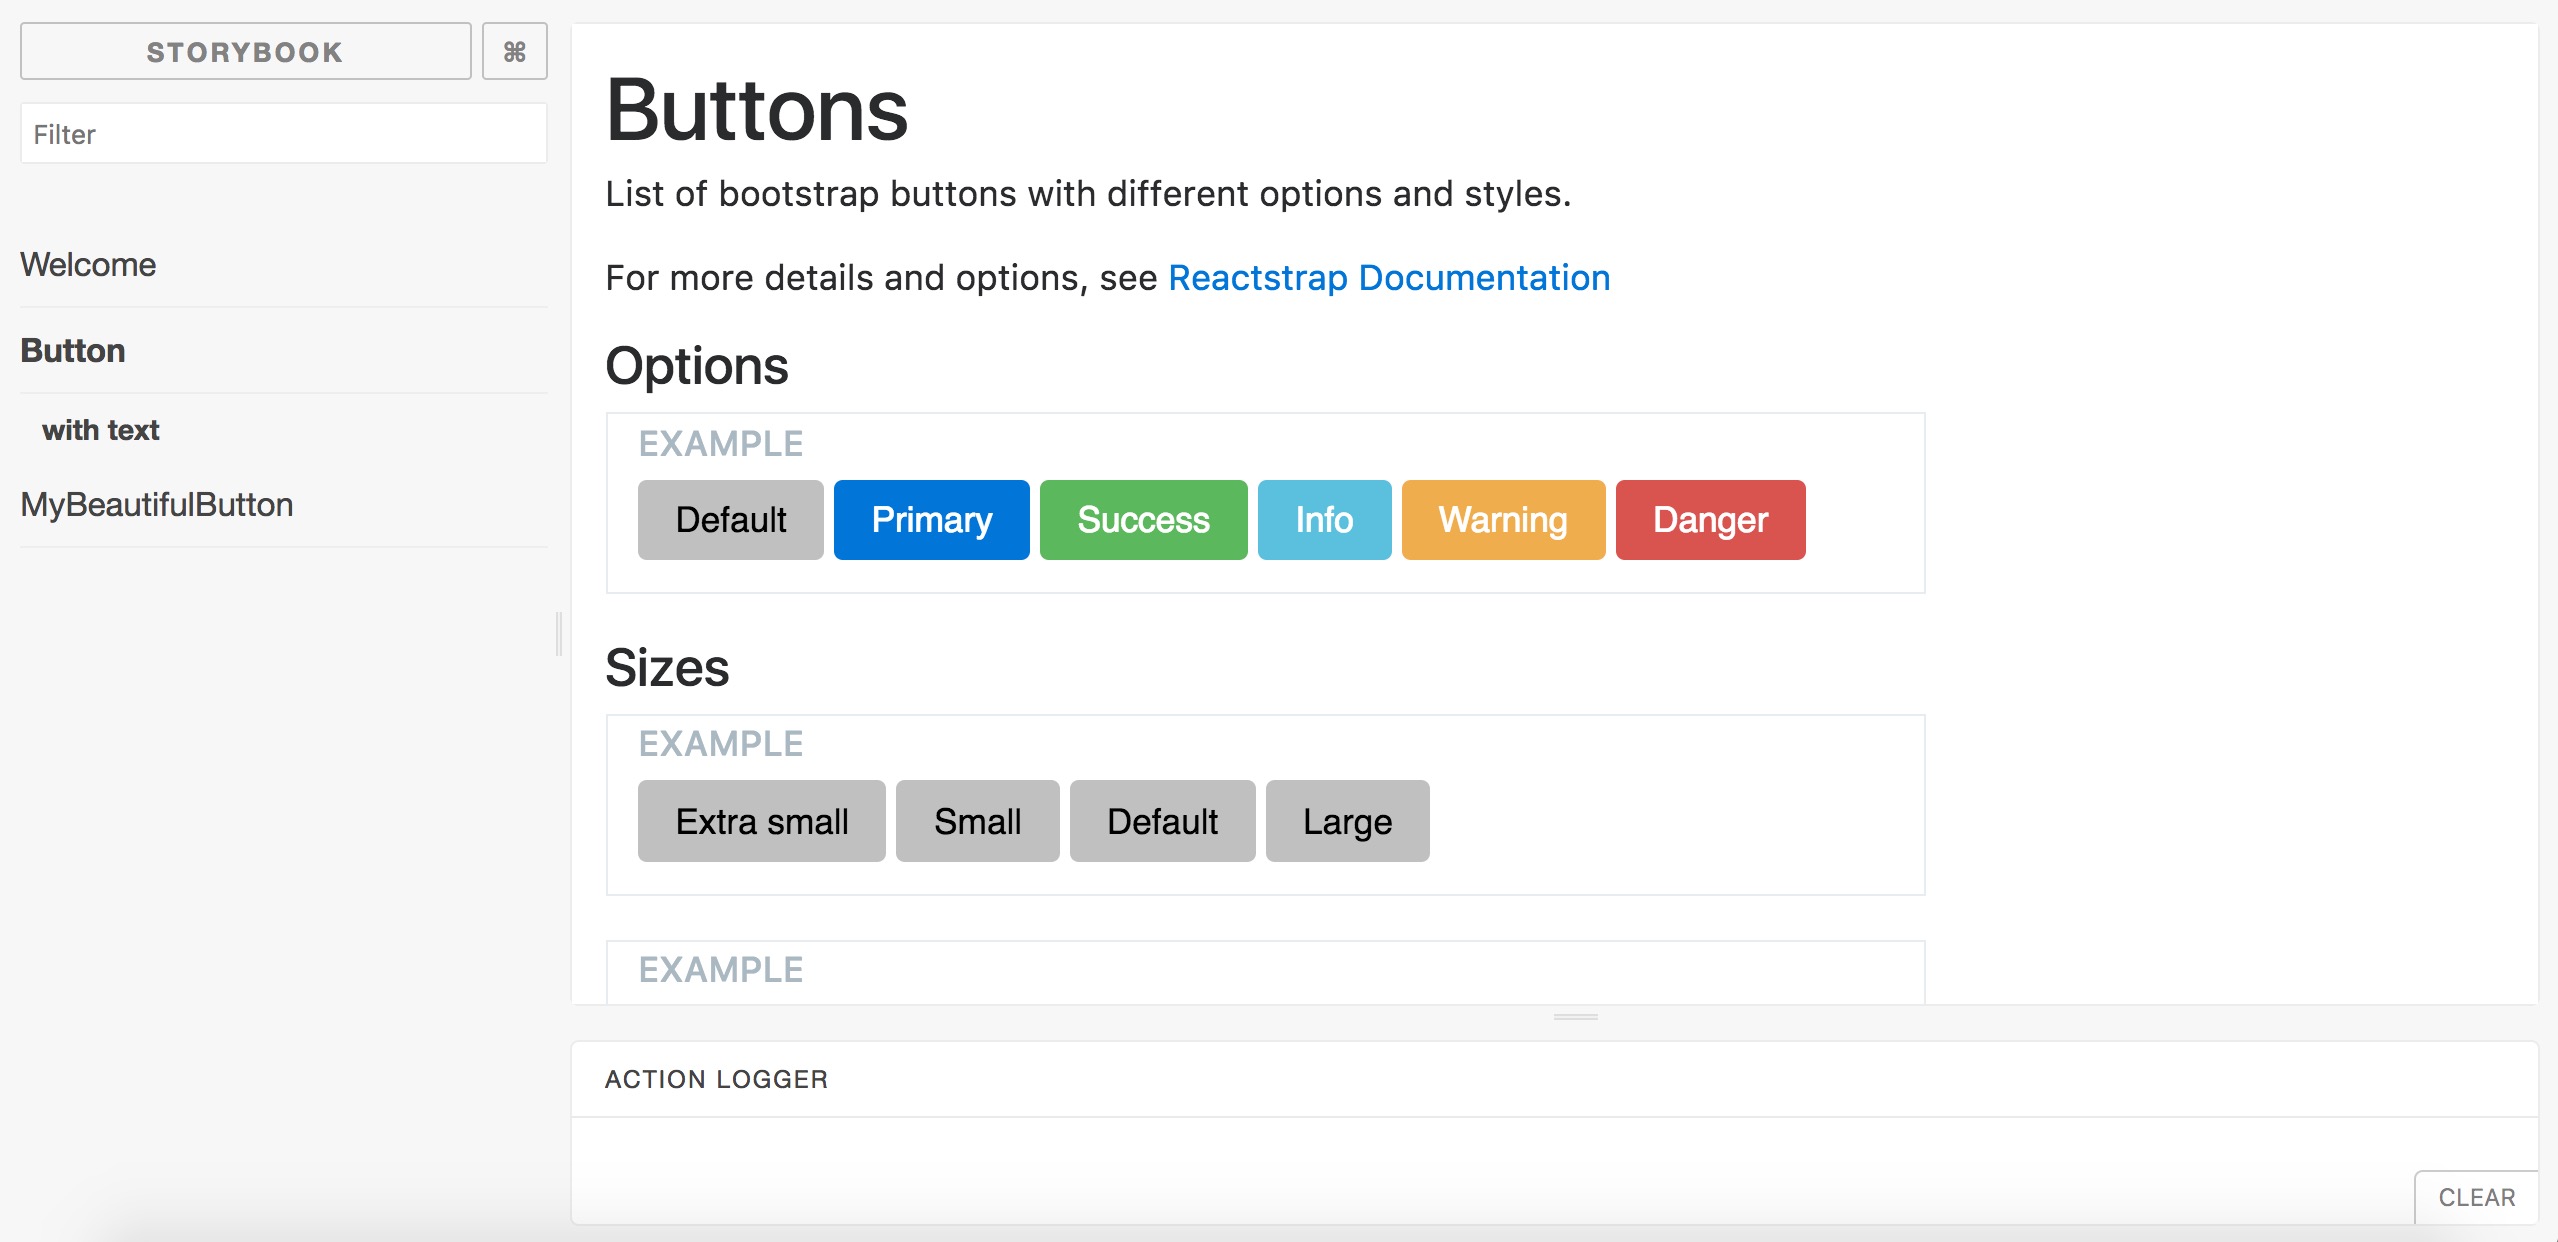 STORYBOOK ⌘
Filter
Welcome
Button
with text
MyBeautifulButton
Buttons
List of bootstrap buttons with different options and styles.
For more details and options, see Reactstrap Documentation
Options
EXAMPLE
Default Primary Success Info Warning Danger
Sizes
EXAMPLE
Extra small Small Default Large
EXAMPLE
ACTION LOGGER
CLEAR